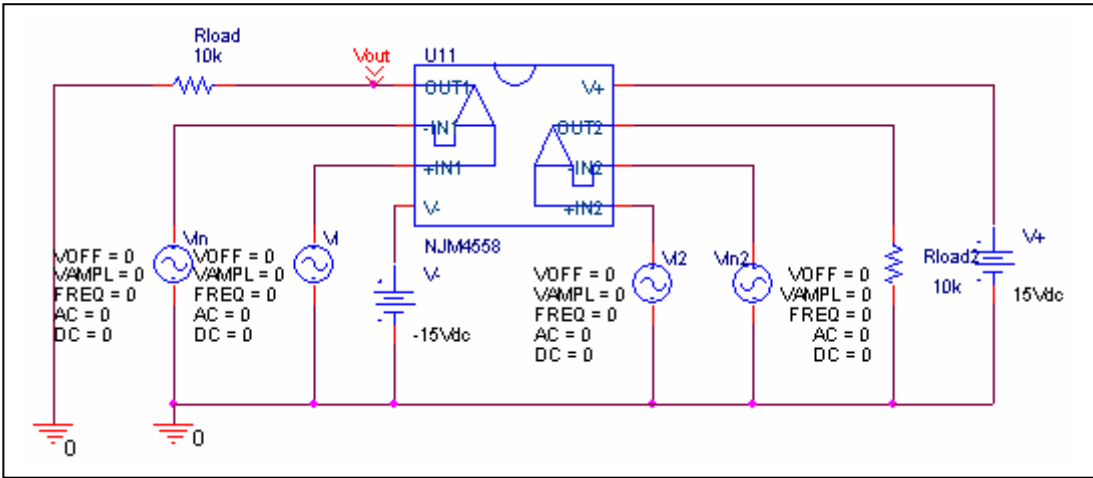 Rload
10k
Vout
U11
OUT1
-IN1
+IN1
V-
V+
OUT2
-IN2
+IN2
NJM4558
Vin
VOFF = 0
VAMPL = 0
FREQ = 0
AC = 0
DC = 0
Vi
VOFF = 0
VAMPL = 0
FREQ = 0
AC = 0
DC = 0
V-
-15Vdc
Vi2
VOFF = 0
VAMPL = 0
FREQ = 0
AC = 0
DC = 0
Vin2
VOFF = 0
VAMPL = 0
FREQ = 0
AC = 0
DC = 0
Rload2
10k
V+
15Vdc
0
0